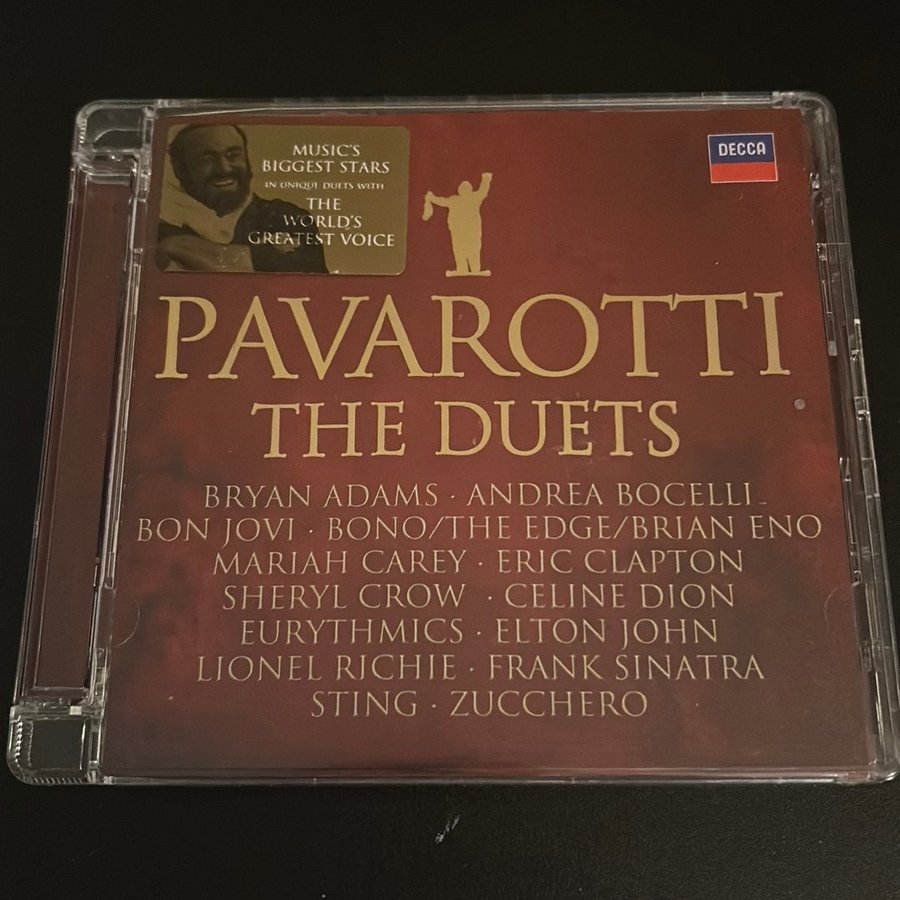 MUSIC'S
BIGGEST STARS
IN UNIQUE DUETS WITH
THE
WORLD'S
GREATEST VOICE
DECCA
PAVAROTTI
THE DUETS
BRYAN ADAMS · ANDREA BOCELLI
BON JOVI · BONO/THE EDGE/BRIAN ENO
MARIAH CAREY · ERIC CLAPTON
SHERYL CROW · CELINE DION
EURYTHMICS · ELTON JOHN
LIONEL RICHIE · FRANK SINATRA
STING · ZUCCHERO